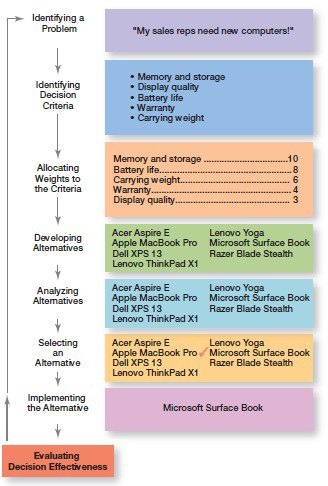 Identifying a
Problem
"My sales reps need new computers!"
Identifying
Decision
Criteria
• Memory and storage
• Display quality
• Battery life
• Warranty
• Carrying weight
Allocating
Weights to
the Criteria
Memory and storage ................................10
Battery life................................................. 8
Carrying weight......................................... 6
Warranty.................................................... 4
Display quality........................................... 3
Developing
Alternatives
Acer Aspire E Lenovo Yoga
Apple MacBook Pro Microsoft Surface Book
Dell XPS 13 Razer Blade Stealth
Lenovo ThinkPad X1
Analyzing
Alternatives
Acer Aspire E Lenovo Yoga
Apple MacBook Pro Microsoft Surface Book
Dell XPS 13 Razer Blade Stealth
Lenovo ThinkPad X1
Selecting
an
Alternative
Acer Aspire E Lenovo Yoga
Apple MacBook Pro ✓ Microsoft Surface Book
Dell XPS 13 Razer Blade Stealth
Lenovo ThinkPad X1
Implementing
the Alternative
Microsoft Surface Book
Evaluating
Decision Effectiveness